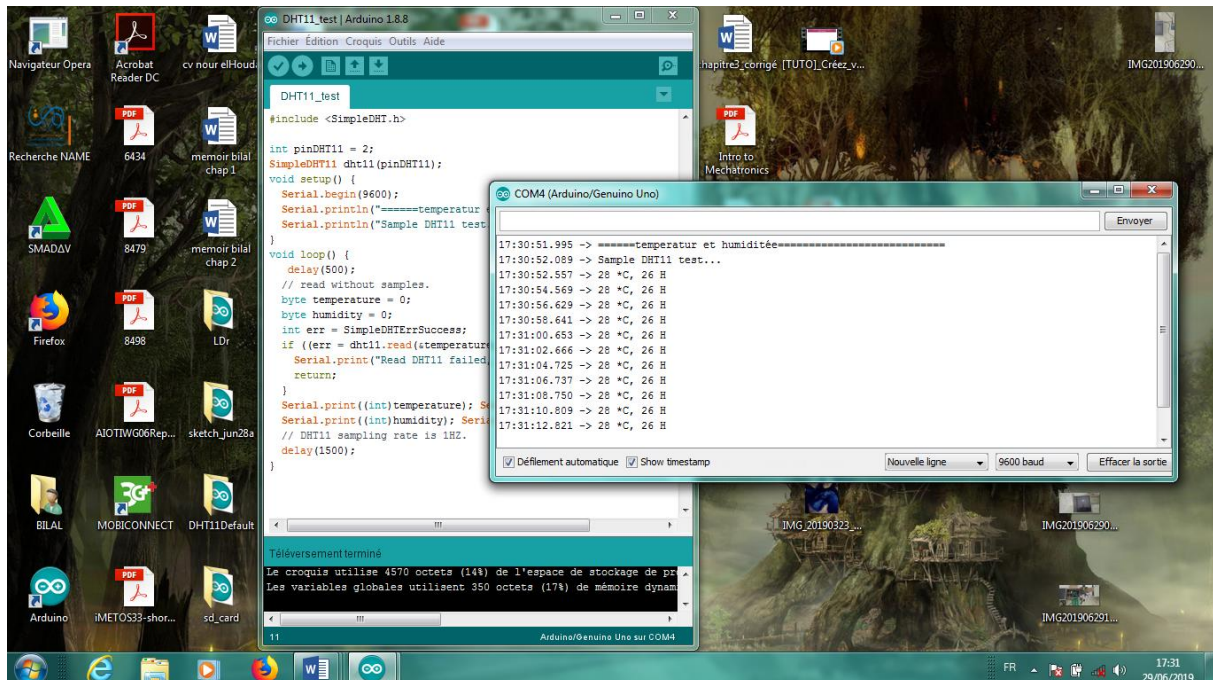 Navigateur Opera
Acrobat
Reader DC
cv nour elHouda
Recherche NAME
6434
memoir bilal
chap 1
SMADΔV
8479
memoir bilal
chap 2
Firefox
8498
LDr
Corbeille
AIOTIWG06Rep...
sketch_jun28a
BILAL
MOBICONNECT
DHT11Default
Arduino
iMETOS33-shor...
sd_card
PDF
PDF
PDF
PDF
PDF
3G+
DHT11_test | Arduino 1.8.8
Fichier Édition Croquis Outils Aide
DHT11_test
#include <SimpleDHT.h>
int pinDHT11 = 2;
SimpleDHT11 dht11(pinDHT11);
void setup() {
Serial.begin(9600);
Serial.println("======temperatur
Serial.println("Sample DHT11 test
}
void loop() {
delay(500);
// read without samples.
byte temperature = 0;
byte humidity = 0;
int err = SimpleDHTErrSuccess;
if ((err = dht11.read(&temperature
Serial.print("Read DHT11 failed,
return;
}
Serial.print((int)temperature); Se
Serial.print((int)humidity); Seria
// DHT11 sampling rate is 1HZ.
delay(1500);
}
Téléversement terminé
Le croquis utilise 4570 octets (14%) de l'espace de stockage de
Les variables globales utilisent 350 octets (17%) de mémoire dynam
11
Arduino/Genuino Uno sur COM4
COM4 (Arduino/Genuino Uno)
Envoyer
17:30:51.995 -> ======temperatur et humiditée===========================
17:30:52.089 -> Sample DHT11 test...
17:30:52.557 -> 28 *C, 26 H
17:30:54.569 -> 28 *C, 26 H
17:30:56.629 -> 28 *C, 26 H
17:30:58.641 -> 28 *C, 26 H
17:31:00.653 -> 28 *C, 26 H
17:31:02.666 -> 28 *C, 26 H
17:31:04.725 -> 28 *C, 26 H
17:31:06.737 -> 28 *C, 26 H
17:31:08.750 -> 28 *C, 26 H
17:31:10.809 -> 28 *C, 26 H
17:31:12.821 -> 28 *C, 26 H
Défilement automatique
Show timestamp
Nouvelle ligne
9600 baud
Effacer la sortie
hapitre3_corrigé
[TUTO]_Créez_v...
IMG201906290...
PDF
Intro to
Mechatronics
IMG_20190323_...
IMG201906290...
IMG201906291...
FR
17:31
29/06/2019